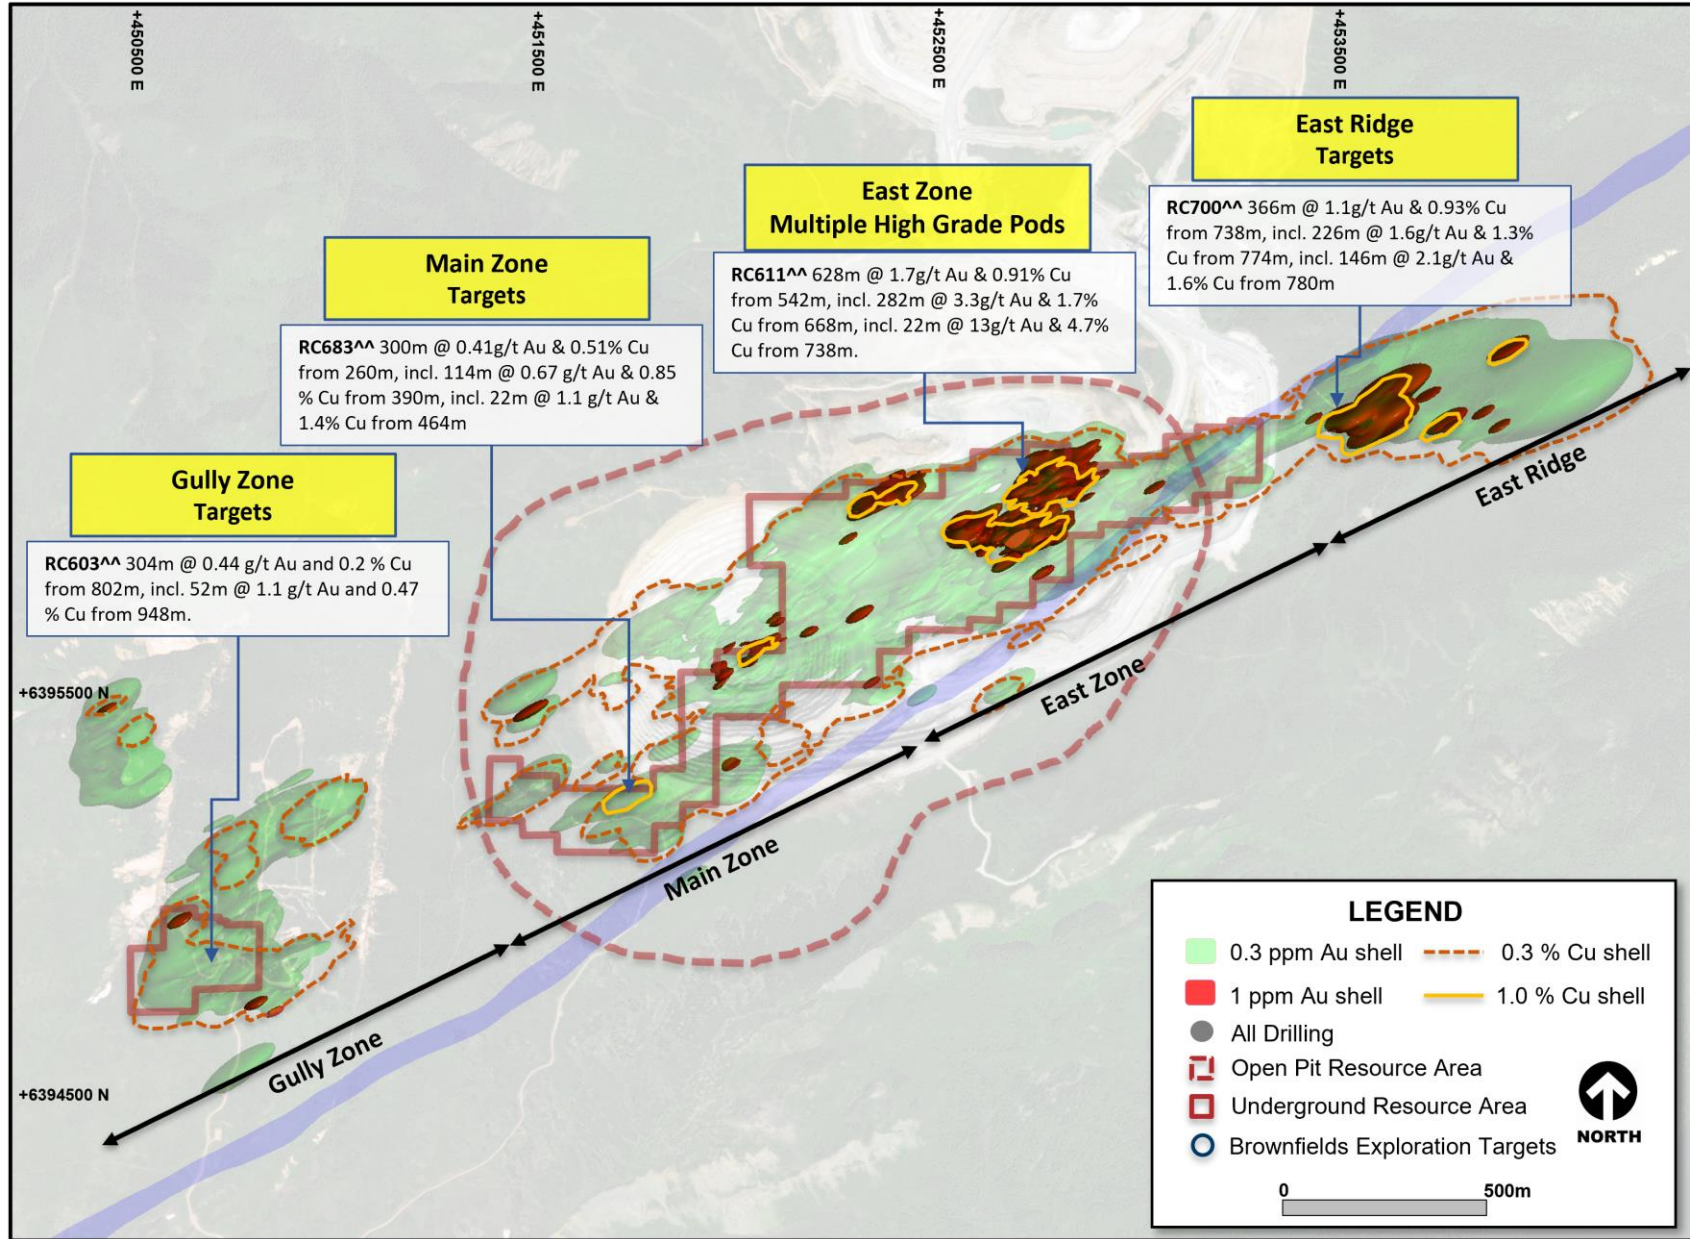 +450500 E
+451500 E
+452500 E
+453500 E
East Ridge
Targets
RC700^^ 366m @ 1.1g/t Au & 0.93% Cu
from 738m, incl. 226m @ 1.6g/t Au & 1.3%
Cu from 774m, incl. 146m @ 2.1g/t Au &
1.6% Cu from 780m
East Zone
Multiple High Grade Pods
RC611^^ 628m @ 1.7g/t Au & 0.91% Cu
from 542m, incl. 282m @ 3.3g/t Au & 1.7%
Cu from 668m, incl. 22m @ 13g/t Au & 4.7%
Cu from 738m.
Main Zone
Targets
RC683^^ 300m @ 0.41g/t Au & 0.51% Cu
from 260m, incl. 114m @ 0.67 g/t Au & 0.85
% Cu from 390m, incl. 22m @ 1.1 g/t Au &
1.4% Cu from 464m
Gully Zone
Targets
RC603^^ 304m @ 0.44 g/t Au and 0.2 % Cu
from 802m, incl. 52m @ 1.1 g/t Au and 0.47
% Cu from 948m.
+6395500 N
+6394500 N
East Ridge
East Zone
Main Zone
Gully Zone
LEGEND
0.3 ppm Au shell
0.3 % Cu shell
1 ppm Au shell
1.0 % Cu shell
All Drilling
Open Pit Resource Area
Underground Resource Area
Brownfields Exploration Targets
NORTH
0
500m